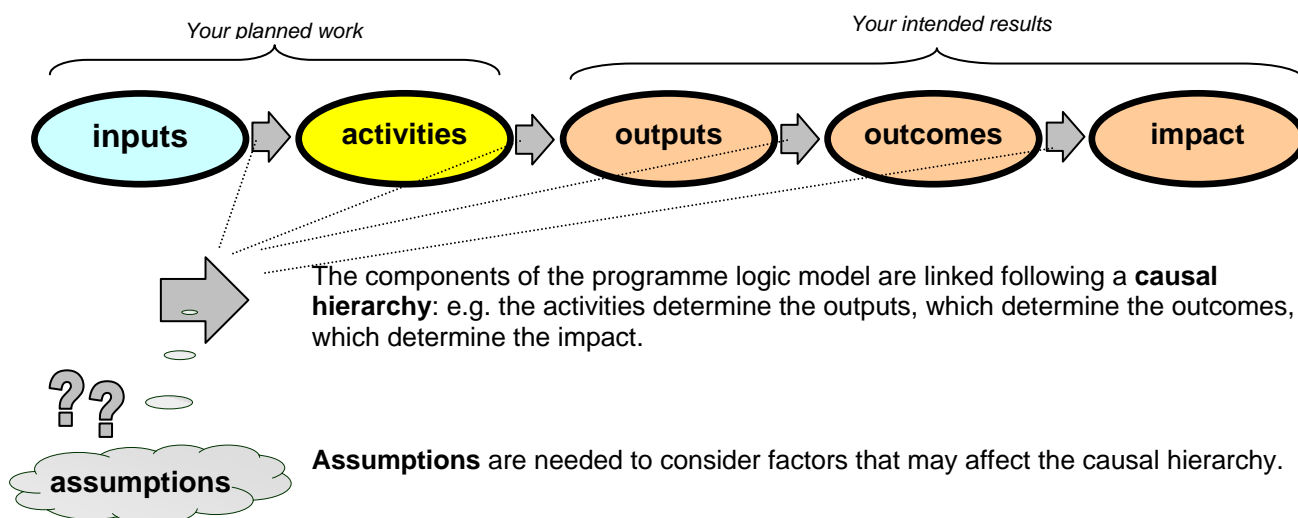 Your planned work
Your intended results
inputs
activities
outputs
outcomes
impact
The components of the programme logic model are linked following a causal
hierarchy: e.g. the activities determine the outputs, which determine the outcomes,
which determine the impact.
??
assumptions
Assumptions are needed to consider factors that may affect the causal hierarchy.